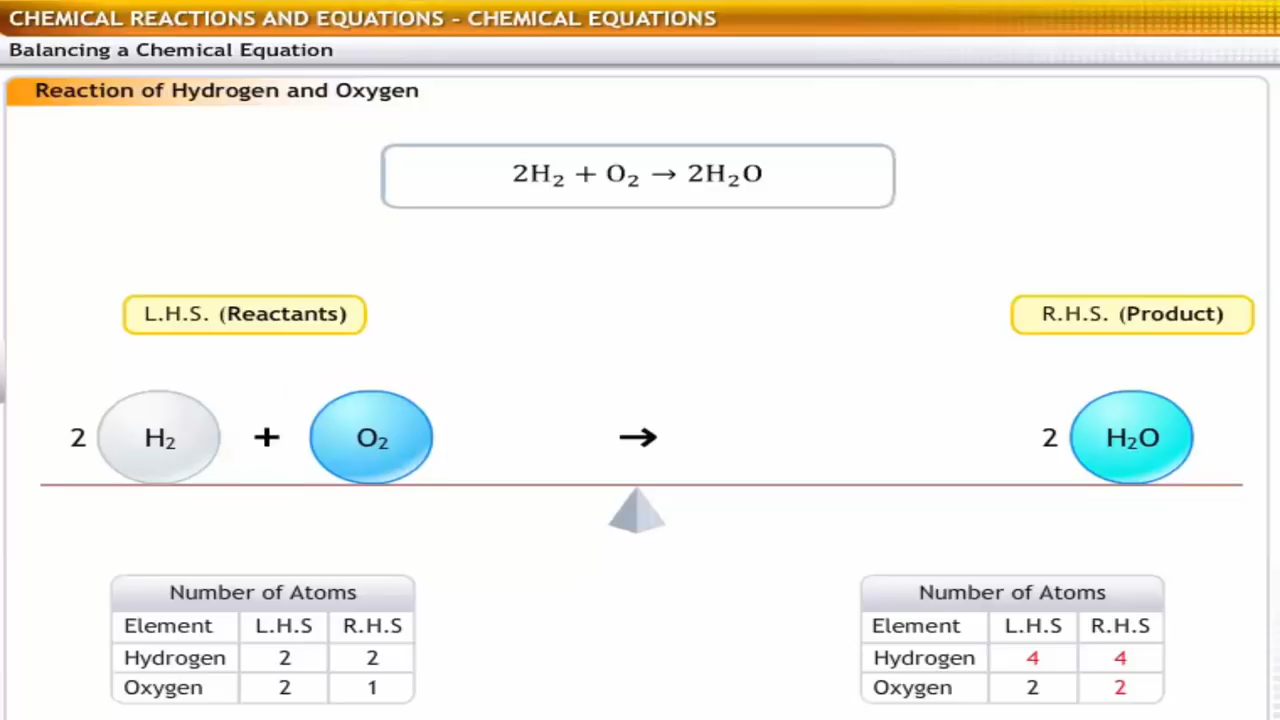 CHEMICAL REACTIONS AND EQUATIONS - CHEMICAL EQUATIONS
Balancing a Chemical Equation
Reaction of Hydrogen and Oxygen
2H₂ + O₂ → 2H₂O
L.H.S. (Reactants)
R.H.S. (Product)
2 H₂ + O₂ → 2 H₂O
Number of Atoms
Element L.H.S R.H.S
Hydrogen 2 2
Oxygen 2 1
Number of Atoms
Element L.H.S R.H.S
Hydrogen 4 4
Oxygen 2 2